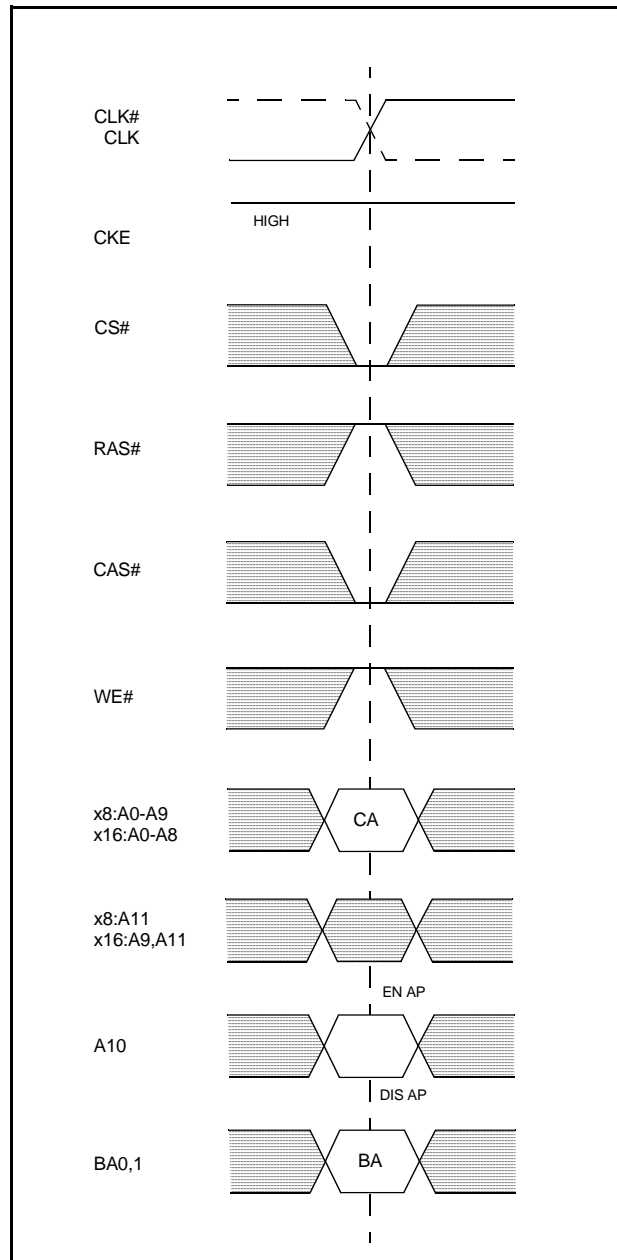 CLK#
CLK
HIGH
CKE
CS#
RAS#
CAS#
WE#
x8:A0-A9
x16:A0-A8
CA
x8:A11
x16:A9,A11
EN AP
A10
DIS AP
BA0,1
BA